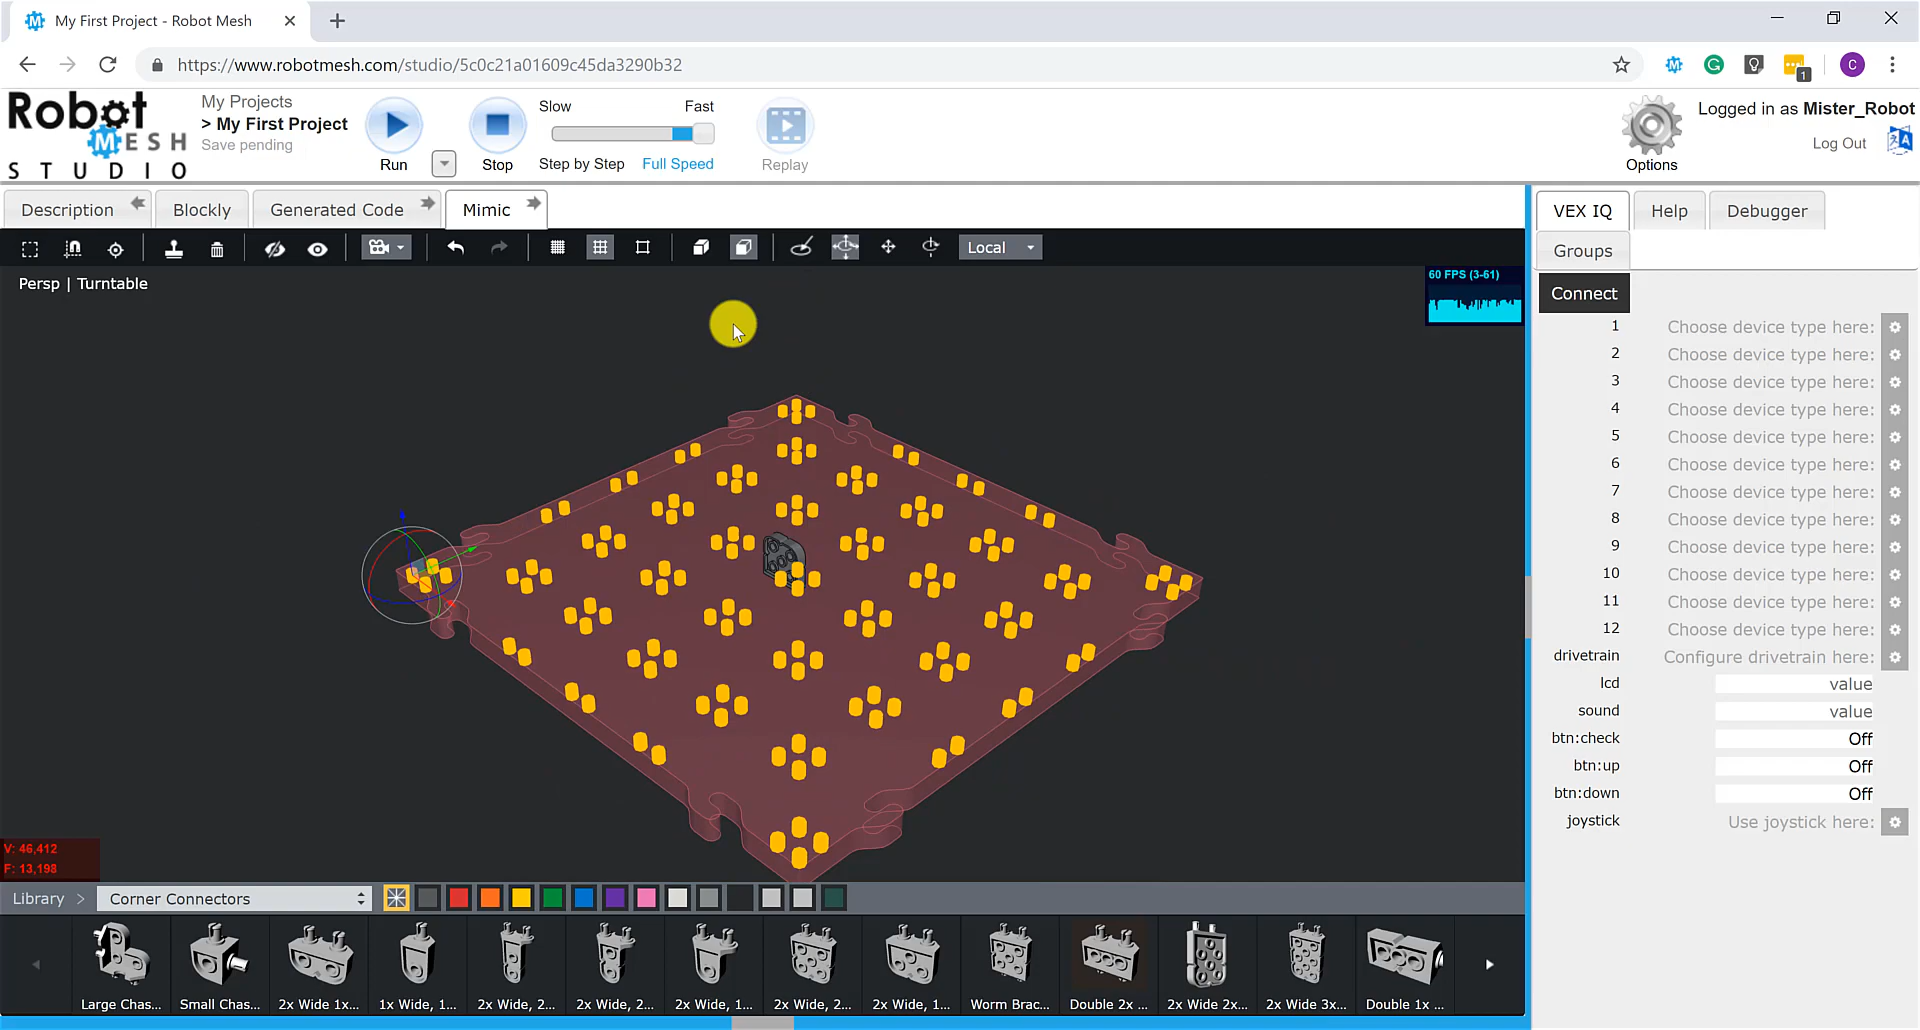 My First Project - Robot Mesh
https://www.robotmesh.com/studio/5c0c21a01609c45da3290b32
1
C
Robot
MESH
STUDIO
My Projects
> My First Project
Save pending
Run
Stop
Slow
Fast
Step by Step
Full Speed
Replay
Options
Logged in as Mister_Robot
Log Out
Description
Blockly
Generated Code
Mimic
VEX IQ
Help
Debugger
Groups
Local
Persp | Turntable
60 FPS (3-61)
Connect
1 Choose device type here:
2 Choose device type here:
3 Choose device type here:
4 Choose device type here:
5 Choose device type here:
6 Choose device type here:
7 Choose device type here:
8 Choose device type here:
9 Choose device type here:
10 Choose device type here:
11 Choose device type here:
12 Choose device type here:
drivetrain Configure drivetrain here:
lcd value
sound value
btn:check Off
btn:up Off
btn:down Off
joystick Use joystick here:
V: 46,412
F: 13,198
Library >
Corner Connectors
Large Chas...
Small Chas...
2x Wide 1x...
1x Wide, 1...
2x Wide, 2...
2x Wide, 2...
2x Wide, 1...
2x Wide, 2...
2x Wide, 1...
Worm Brac...
Double 2x ...
2x Wide 2x...
2x Wide 3x...
Double 1x ...